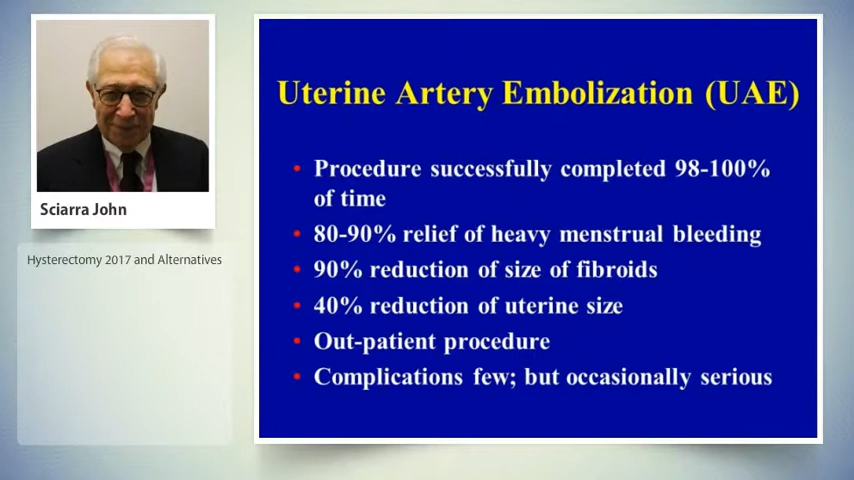 Sciarra John
Hysterectomy 2017 and Alternatives
Uterine Artery Embolization (UAE)
• Procedure successfully completed 98-100%
of time
• 80-90% relief of heavy menstrual bleeding
• 90% reduction of size of fibroids
• 40% reduction of uterine size
• Out-patient procedure
• Complications few; but occasionally serious